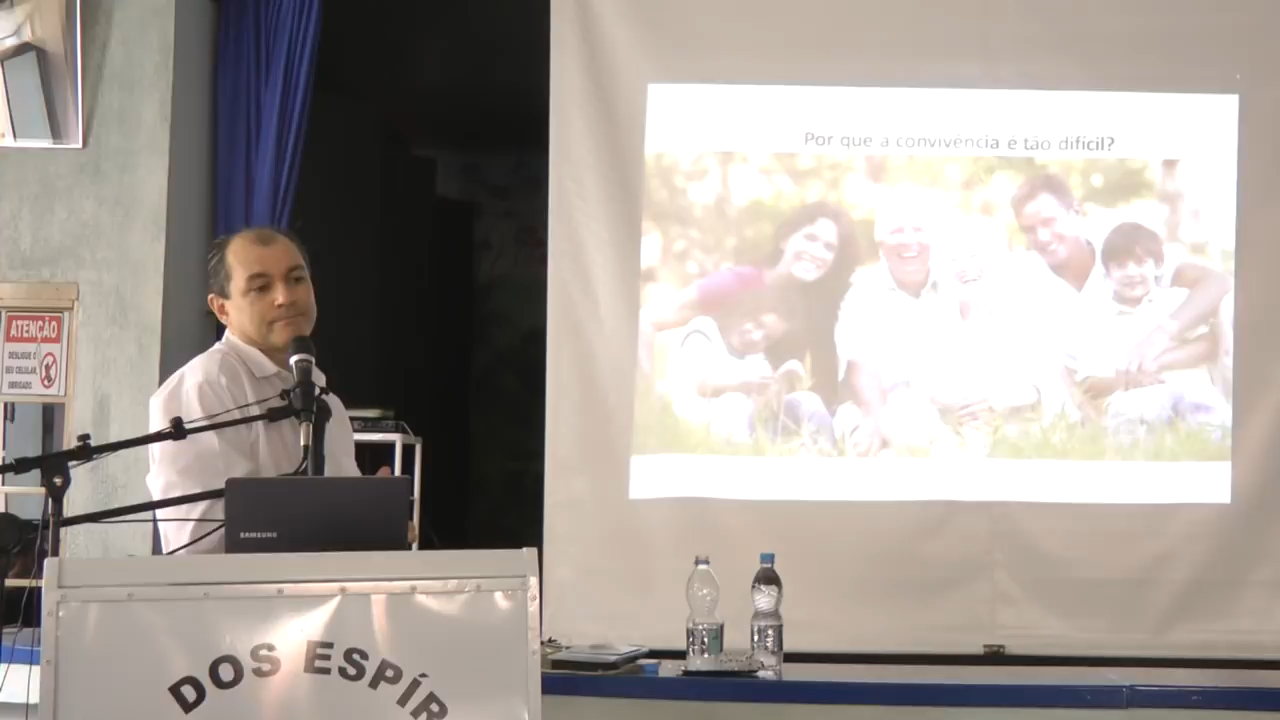 Por que a convivência é tão difícil?
ATENÇÃO
DESLIGUE O
SEU CELULAR.
OBRIGADO.
SAMSUNG
DOS ESPÍR